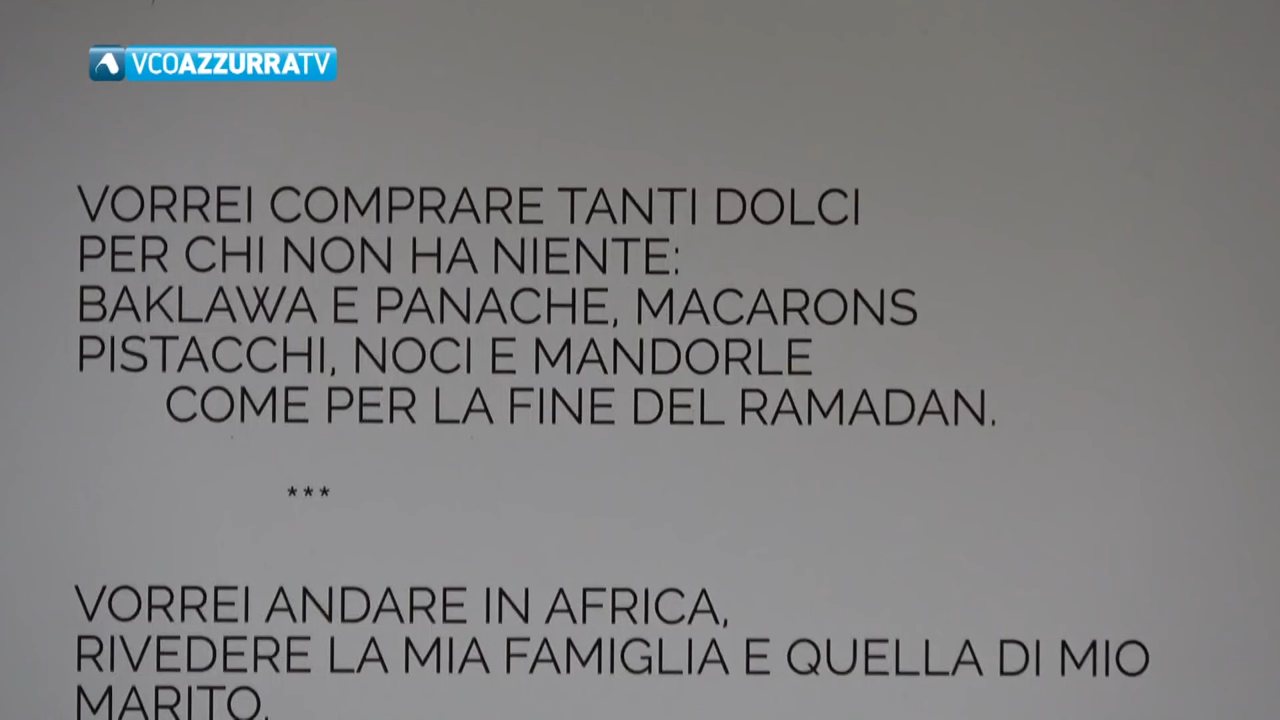 VCOAZZURRATV
VORREI COMPRARE TANTI DOLCI
PER CHI NON HA NIENTE:
BAKLAWA E PANACHE, MACARONS
PISTACCHI, NOCI E MANDORLE
COME PER LA FINE DEL RAMADAN.
***
VORREI ANDARE IN AFRICA,
RIVEDERE LA MIA FAMIGLIA E QUELLA DI MIO
MARITO.